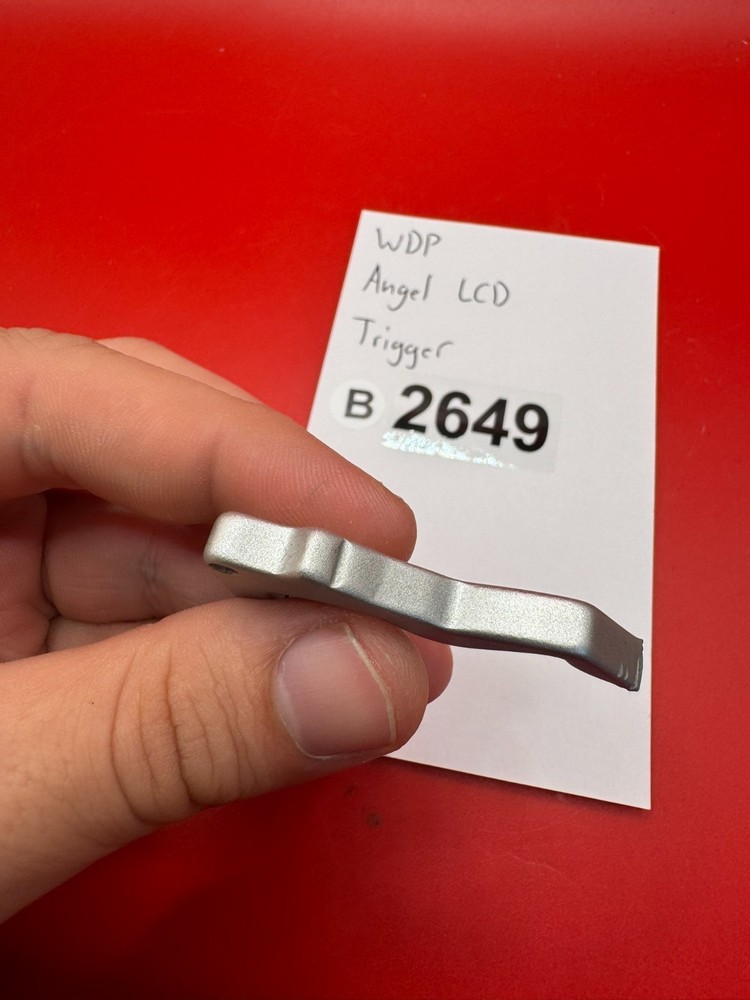 WDP
Angel LCD
Trigger
B 2649